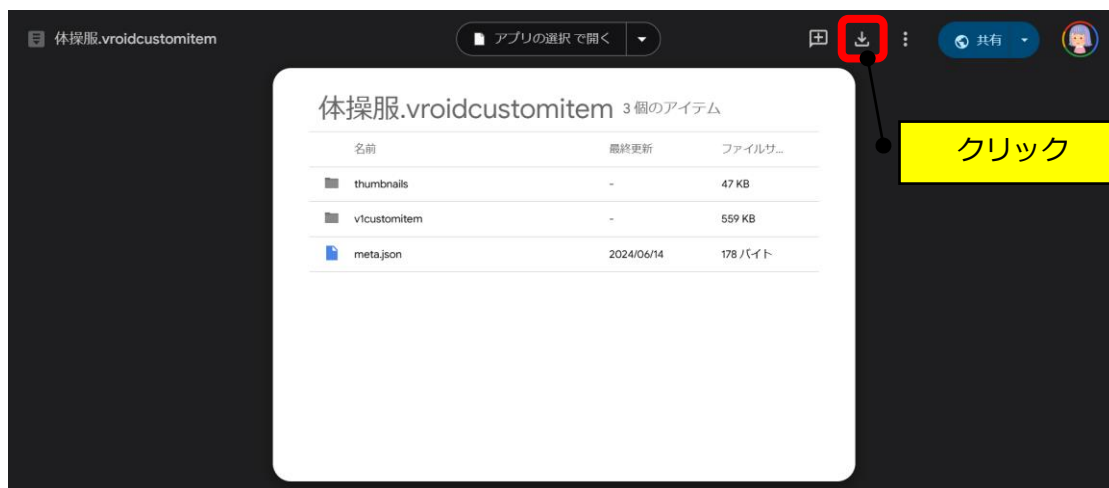 体操服.vroidcustomitem
アプリの選択 で開く
共有
クリック
体操服.vroidcustomitem 3 個のアイテム
名前 最終更新 ファイルサ...
thumbnails - 47 KB
v1customitem - 559 KB
meta.json 2024/06/14 178 バイト